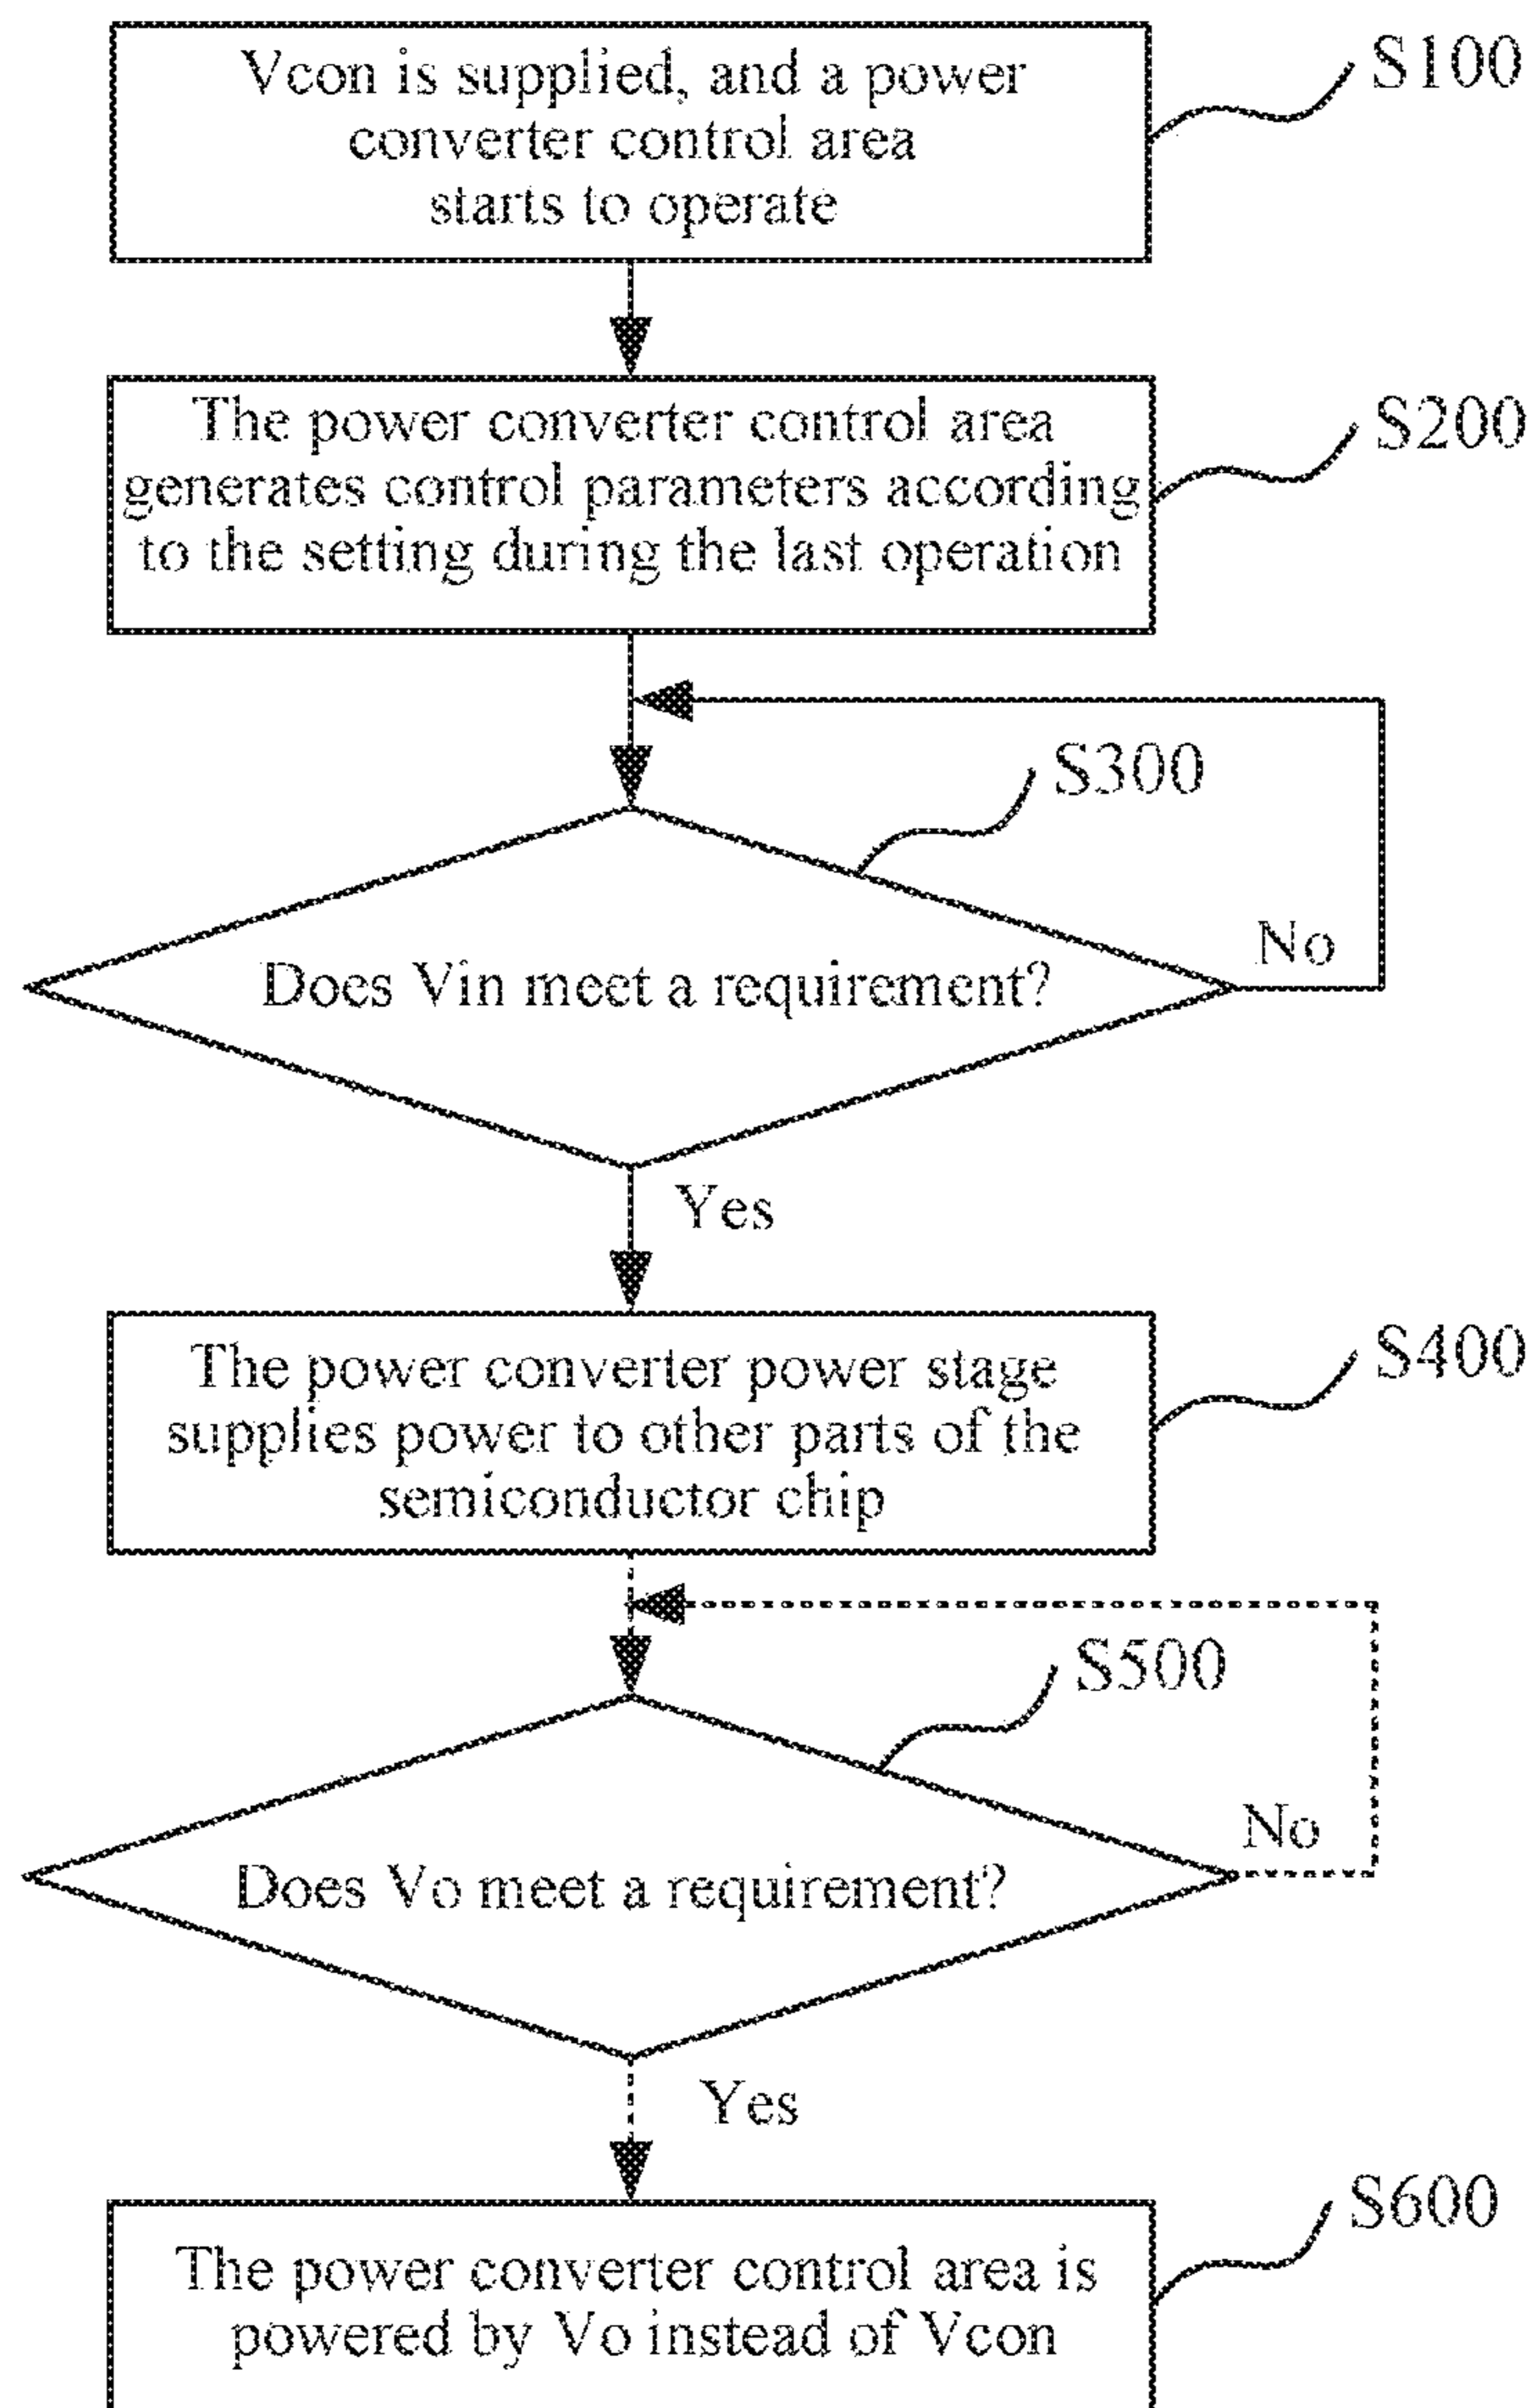 Vcon is supplied, and a power
converter control area
starts to operate
S100
The power converter control area
generates control parameters according
to the setting during the last operation
S200
S300
Does Vin meet a requirement?
No
Yes
The power converter power stage
supplies power to other parts of the
semiconductor chip
S400
S500
Does Vo meet a requirement?
No
Yes
The power converter control area is
powered by Vo instead of Vcon
S600